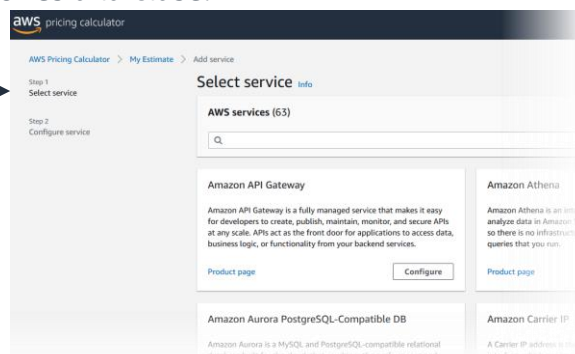 aws pricing calculator
AWS Pricing Calculator > My Estimate > Add service
Step 1
Select service
Step 2
Configure service
Select service Info
AWS services (63)
Amazon API Gateway
Amazon API Gateway is a fully managed service that makes it easy
for developers to create, publish, maintain, monitor, and secure APIs
at any scale. APIs act as the front door for applications to access data,
business logic, or functionality from your backend services.
Product page
Configure
Amazon Athena
Amazon Athena is an
analyze data in Amazon
so there is no infrastruct
queries that you run.
Product page
Amazon Aurora PostgreSQL-Compatible DB
Amazon Aurora is a MySQL and PostgreSQL-compatible relational
Amazon Carrier IP
A Carrier IP address is the